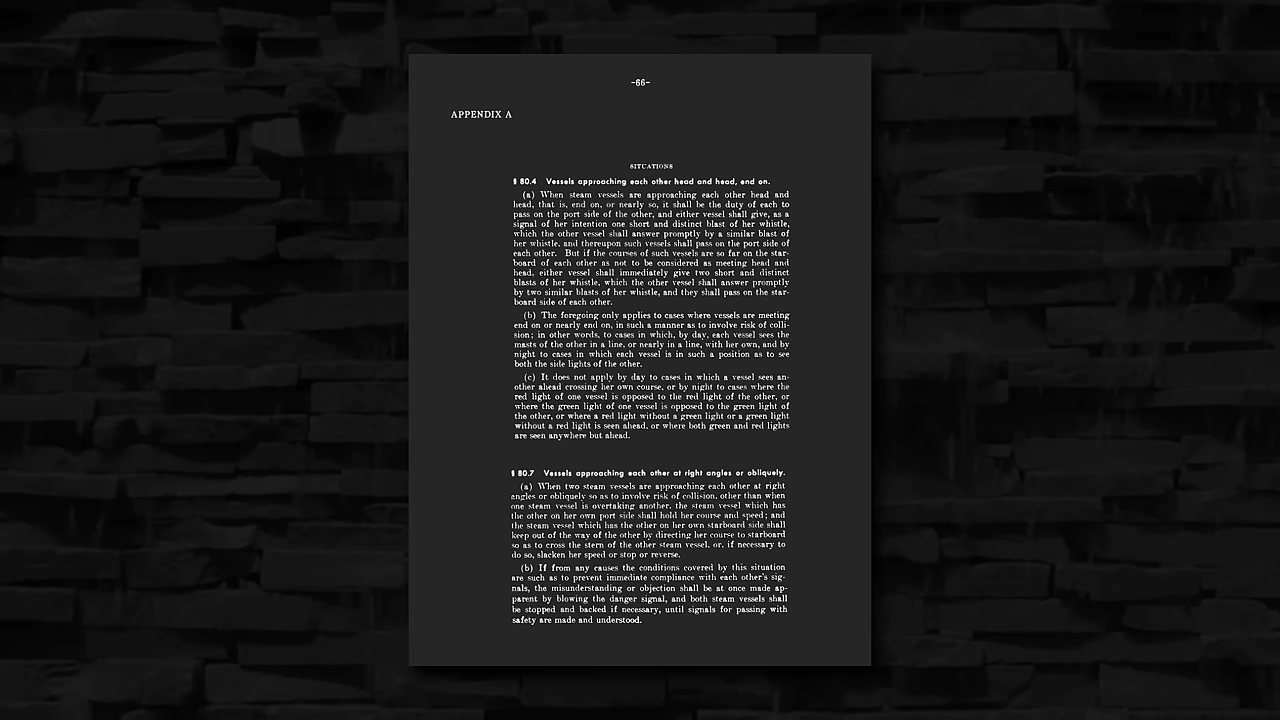 -66-
APPENDIX A
SITUATIONS
§ 80.4 Vessels approaching each other head and head, end on.
(a) When steam vessels are approaching each other head and
head, that is, end on, or nearly so, it shall be the duty of each to
pass on the port side of the other, and either vessel shall give, as a
signal of her intention one short and distinct blast of her whistle,
which the other vessel shall answer promptly by a similar blast of
her whistle, and thereupon such vessels shall pass on the port side of
each other. But if the courses of such vessels are so far on the star-
board of each other as not to be considered as meeting head and
head, either vessel shall immediately give two short and distinct
blasts of her whistle, which the other vessel shall answer promptly
by two similar blasts of her whistle, and they shall pass on the star-
board side of each other.
(b) The foregoing only applies to cases where vessels are meeting
end on or nearly end on, in such a manner as to involve risk of colli-
sion; in other words, to cases in which, by day, each vessel sees the
masts of the other in a line, or nearly in a line, with her own, and by
night to cases in which each vessel is in such a position as to see
both the side lights of the other.
(c) It does not apply by day to cases in which a vessel sees an-
other ahead crossing her own course, or by night to cases where the
red light of one vessel is opposed to the red light of the other, or
where the green light of one vessel is opposed to the green light of
the other, or where a red light without a green light or a green light
without a red light is seen ahead, or where both green and red lights
are seen anywhere but ahead.
§ 80.7 Vessels approaching each other at right angles or obliquely.
(a) When two steam vessels are approaching each other at right
angles or obliquely so as to involve risk of collision, other than when
one steam vessel is overtaking another, the steam vessel which has
the other on her own port side shall hold her course and speed; and
the steam vessel which has the other on her own starboard side shall
keep out of the way of the other by directing her course to starboard
so as to cross the stern of the other steam vessel, or, if necessary to
do so, slacken her speed or stop or reverse.
(b) If from any causes the conditions covered by this situation
are such as to prevent immediate compliance with each other's sig-
nals, the misunderstanding or objection shall be at once made ap-
parent by blowing the danger signal, and both steam vessels shall
be stopped and backed if necessary, until signals for passing with
safety are made and understood.